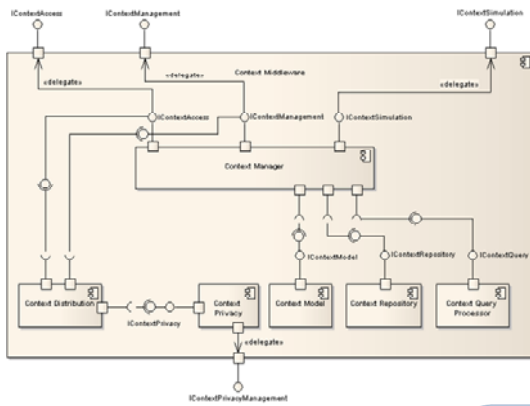 IContextAccess
IContextManagement
IContextSimulation
«delegate»
Context Middleware
«delegate»
«delegate»
IContextAccess
IContextManagement
IContextSimulation
Context Manager
IContextModel
IContextRepository
IContextQuery
Context Distribution
Context
Privacy
Context Model
Context Repository
Context Query
Processor
IContextPrivacy
«delegate»
IContextPrivacyManagement